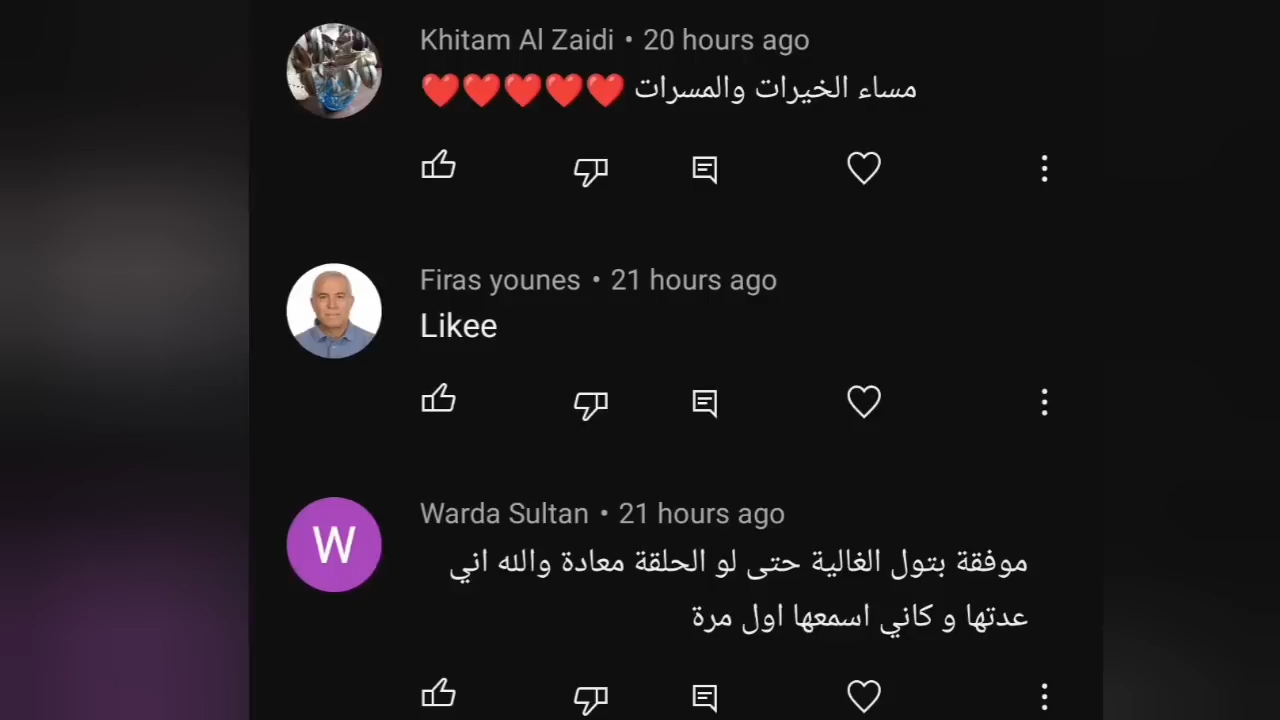 Khitam Al Zaidi • 20 hours ago
مساء الخيرات والمسرات ❤️❤️❤️❤️❤️
Firas younes • 21 hours ago
Likee
W
Warda Sultan • 21 hours ago
موفقة بتول الغالية حتى لو الحلقة معادة والله اني
عدتها و كاني اسمعها اول مرة